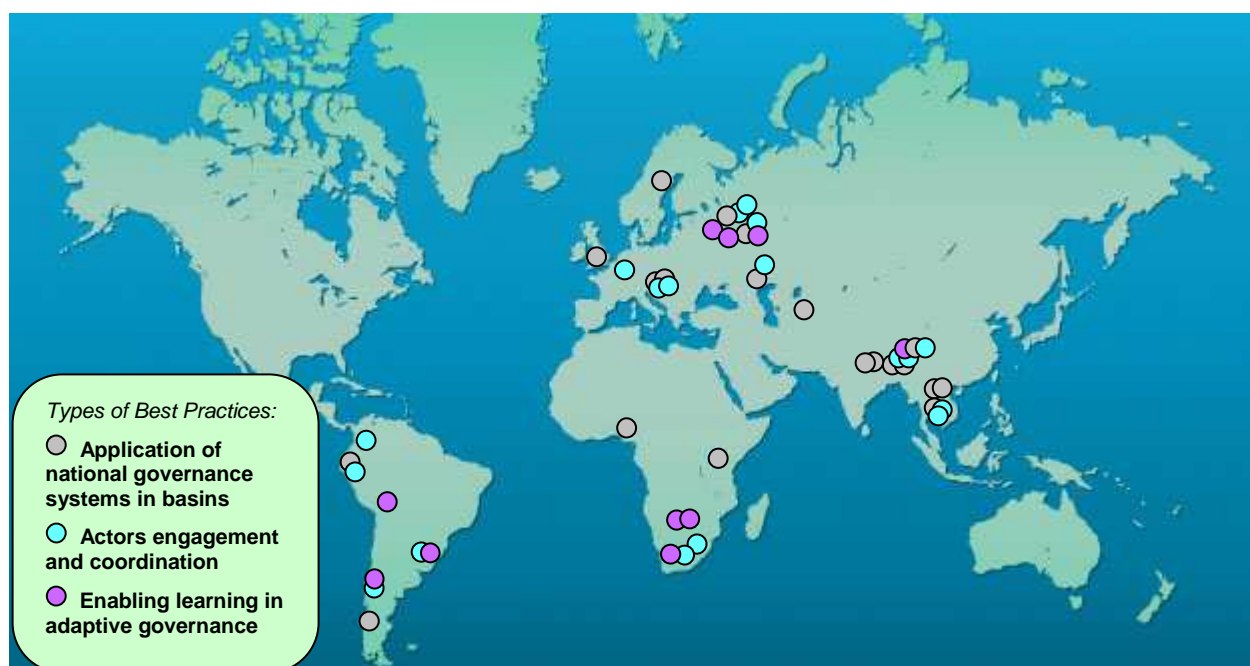 Types of Best Practices:
Application of
national governance
systems in basins
Actors engagement
and coordination
Enabling learning in
adaptive governance